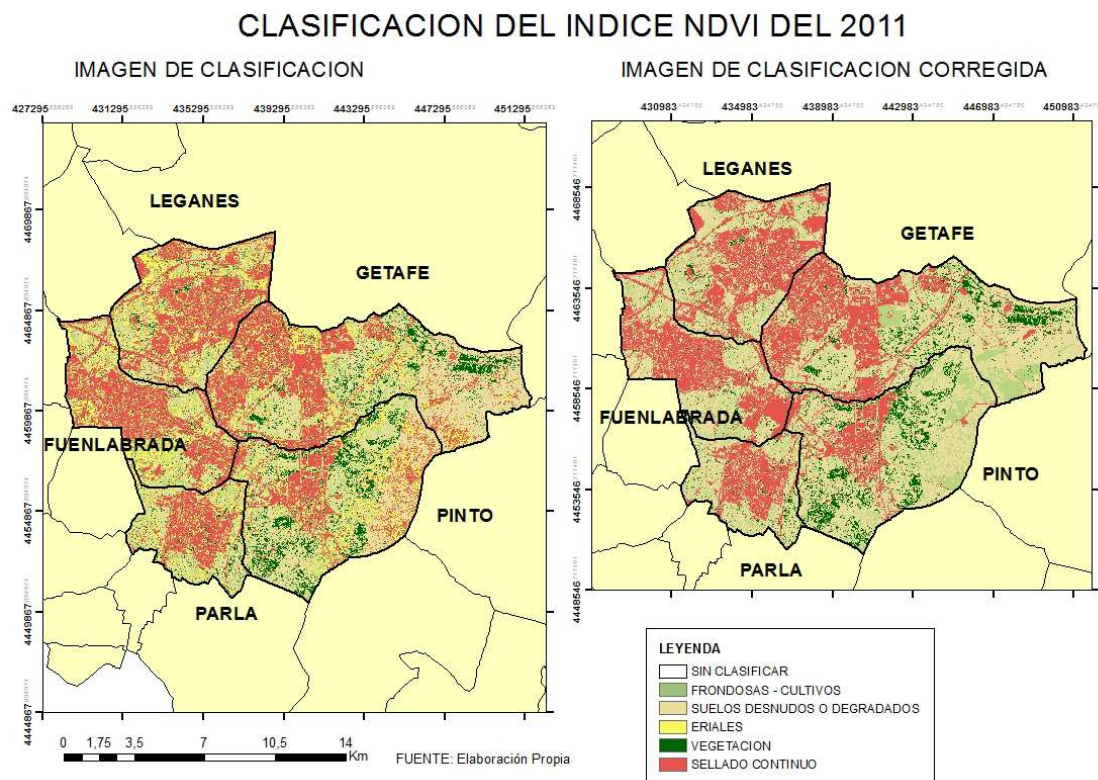 CLASIFICACION DEL INDICE NDVI DEL 2011
IMAGEN DE CLASIFICACION
IMAGEN DE CLASIFICACION CORREGIDA
427295
431295
435295
439295
443295
447295
451295
430983
434983
438983
442983
446983
450983
4469867
4464867
4459867
4454867
4449867
4444867
4468546
4463546
4458546
4453546
4448546
LEGANES
GETAFE
FUENLABRADA
PINTO
PARLA
LEGANES
GETAFE
FUENLABRADA
PINTO
PARLA
0 1,75 3,5 7 10,5 14
Km
FUENTE: Elaboración Propia
LEYENDA
SIN CLASIFICAR
FRONDOSAS - CULTIVOS
SUELOS DESNUDOS O DEGRADADOS
ERIALES
VEGETACION
SELLADO CONTINUO